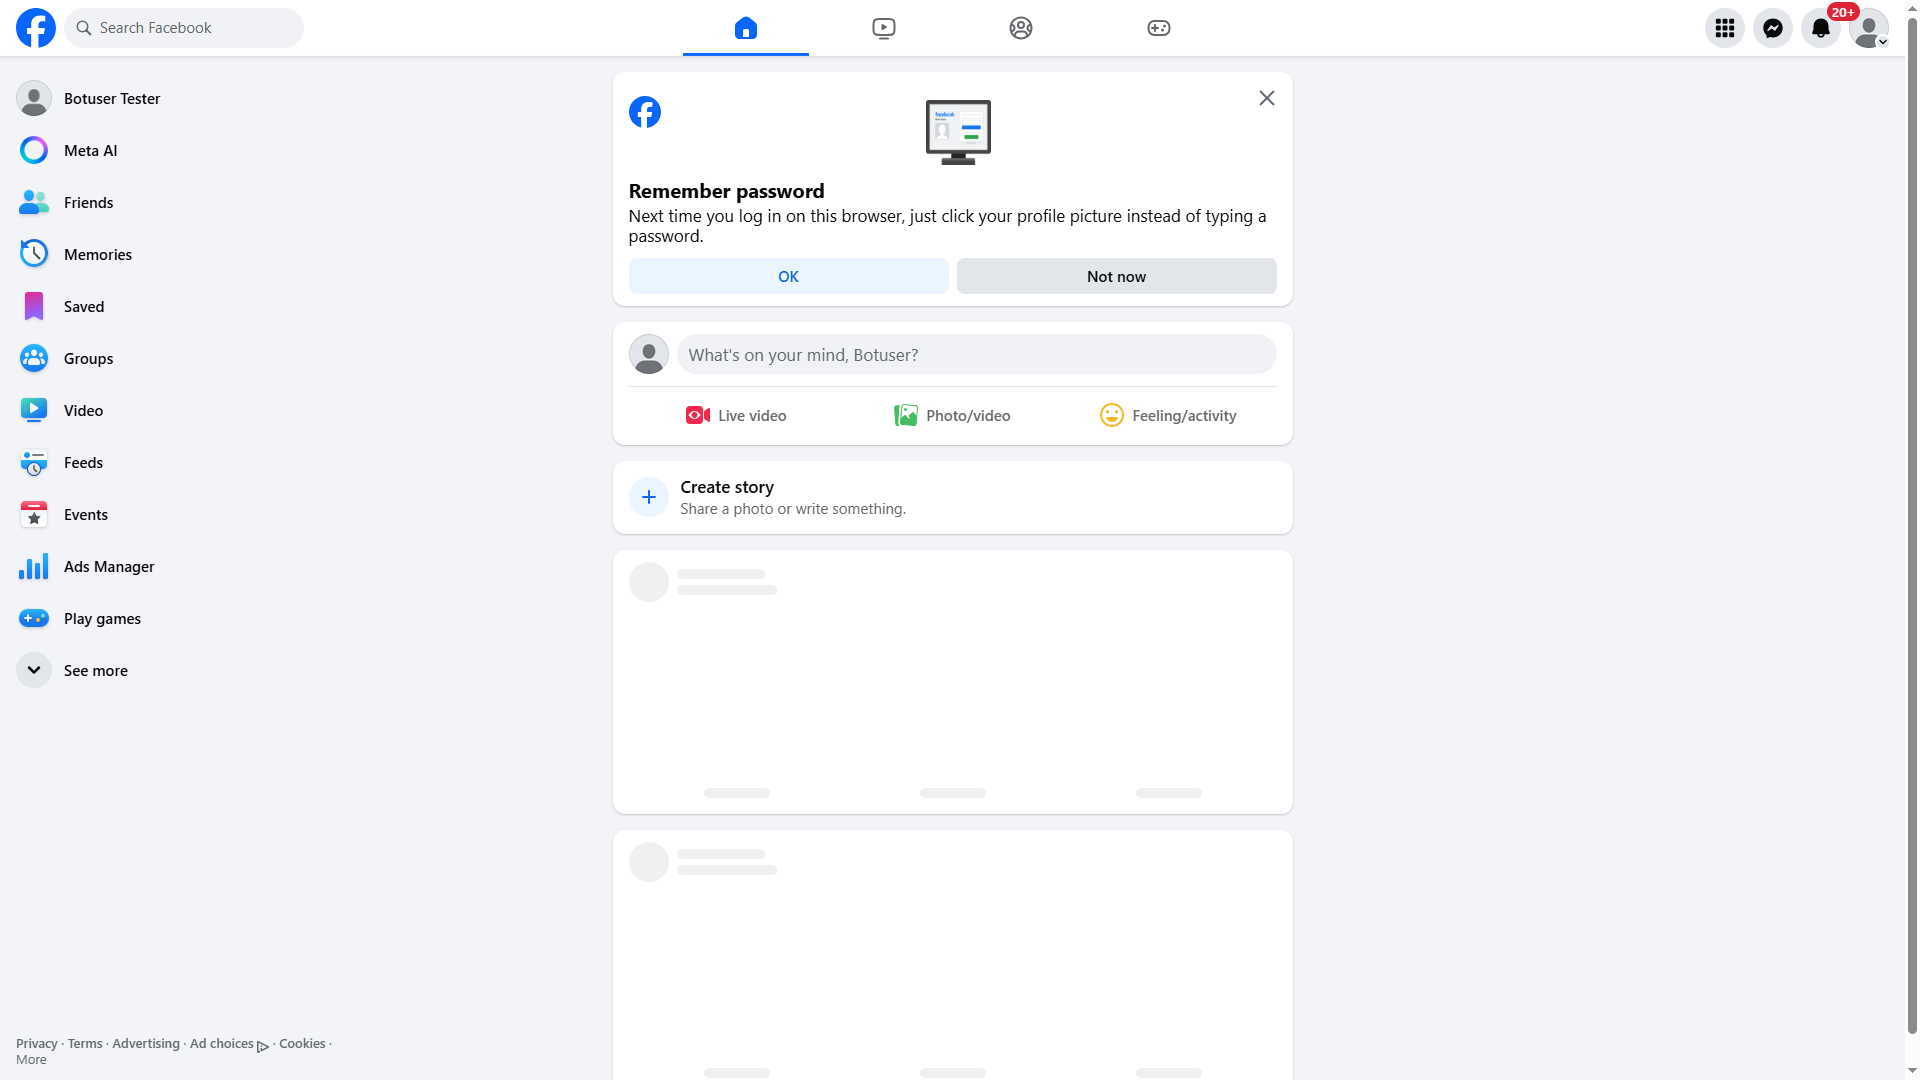 Search Facebook
20+
Botuser Tester
Meta AI
Friends
Memories
Saved
Groups
Video
Feeds
Events
Ads Manager
Play games
See more
Privacy · Terms · Advertising · Ad choices · Cookies ·
More
facebook
Remember password
Next time you log in on this browser, just click your profile picture instead of typing a
password.
OK
Not now
What's on your mind, Botuser?
Live video
Photo/video
Feeling/activity
Create story
Share a photo or write something.